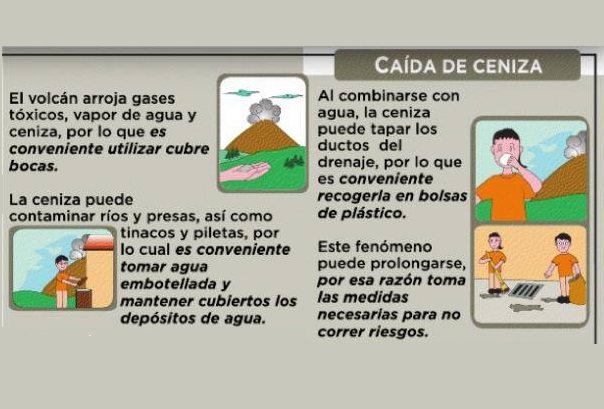 CAÍDA DE CENIZA
El volcán arroja gases
tóxicos, vapor de agua y
ceniza, por lo que es
conveniente utilizar cubre
bocas.
La ceniza puede
contaminar ríos y presas, así como
tinacos y piletas, por
lo cual es conveniente
tomar agua
embotellada y
mantener cubiertos los
depósitos de agua.
Al combinarse con
agua, la ceniza
puede tapar los
ductos del
drenaje, por lo que
es conveniente
recogerla en bolsas
de plástico.
Este fenómeno
puede prolongarse,
por esa razón toma
las medidas
necesarias para no
correr riesgos.